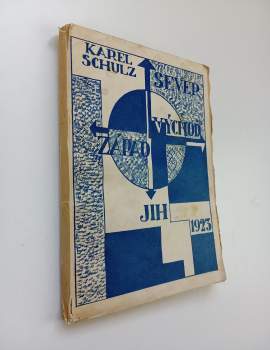 KAREL
SCHULZ
SEVER
VÝCHOD
ZÁPAD
JIH
1923